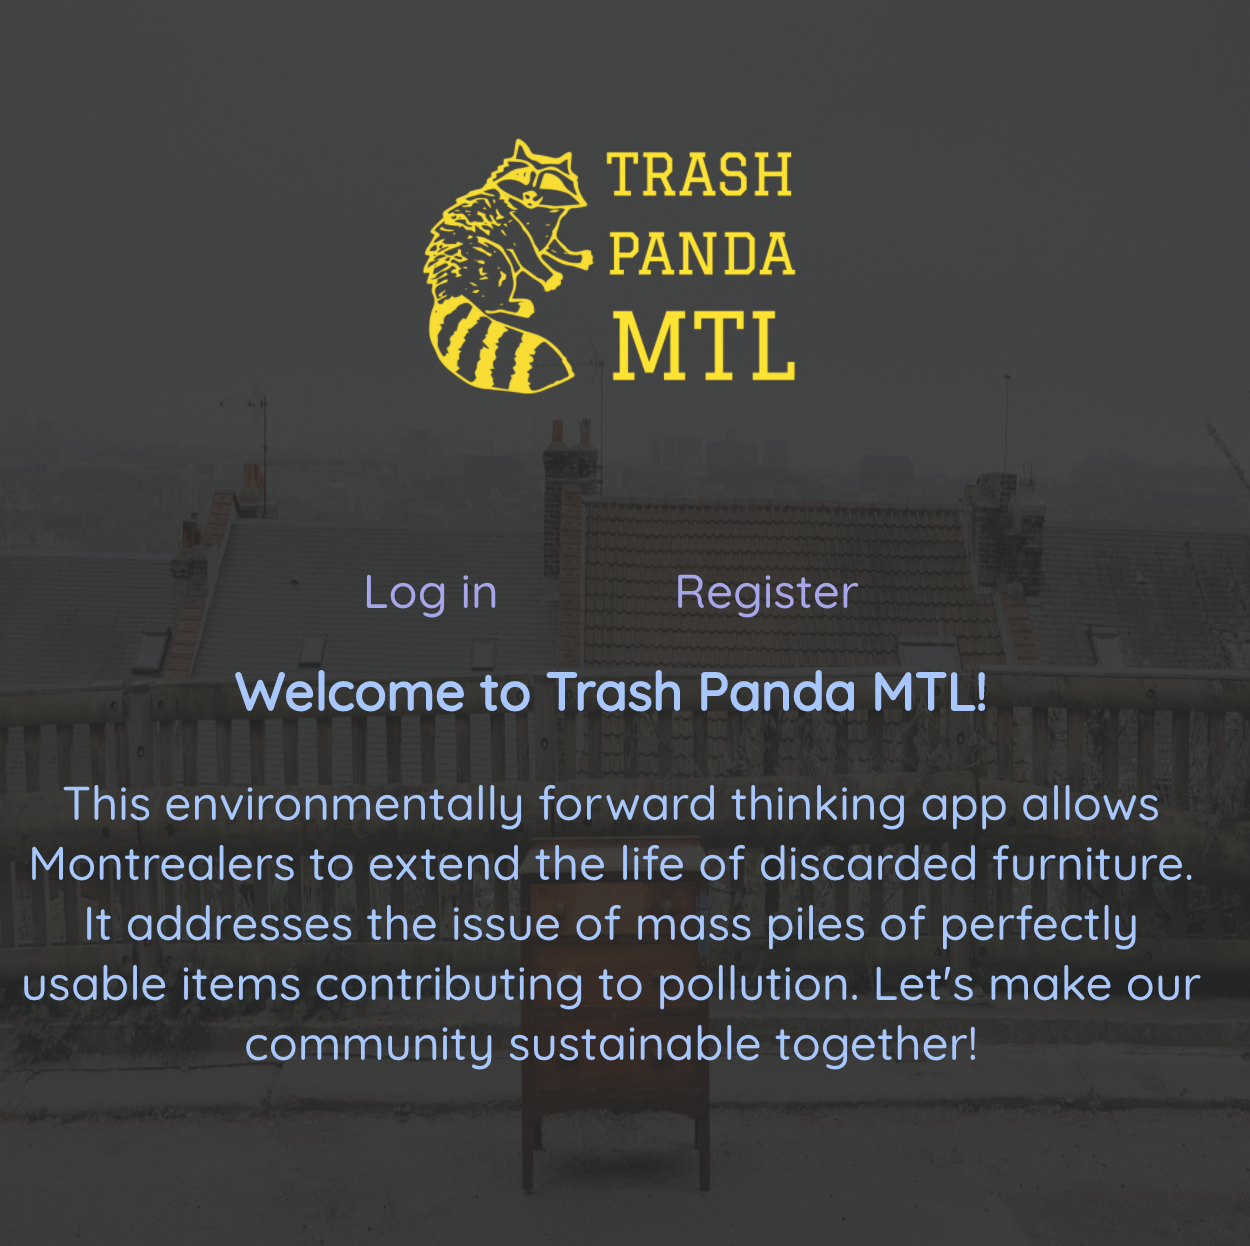 TRASH
PANDA
MTL
Log in Register
Welcome to Trash Panda MTL!
This environmentally forward thinking app allows
Montrealers to extend the life of discarded furniture.
It addresses the issue of mass piles of perfectly
usable items contributing to pollution. Let's make our
community sustainable together!